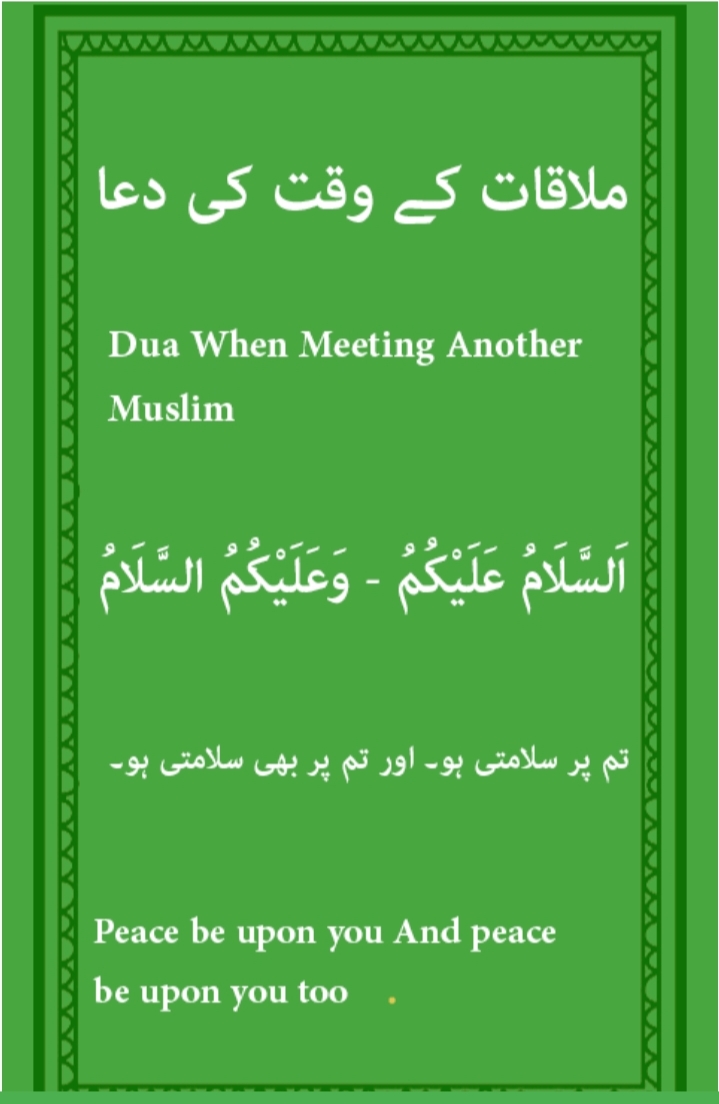 ملاقات کے وقت کی دعا
Dua When Meeting Another
Muslim
اَلسَّلَامُ عَلَيْكُمُ - وَعَلَيْكُمُ السَّلَامُ
تم پر سلامتی ہو۔ اور تم پر بھی سلامتی ہو۔
Peace be upon you And peace
be upon you too .